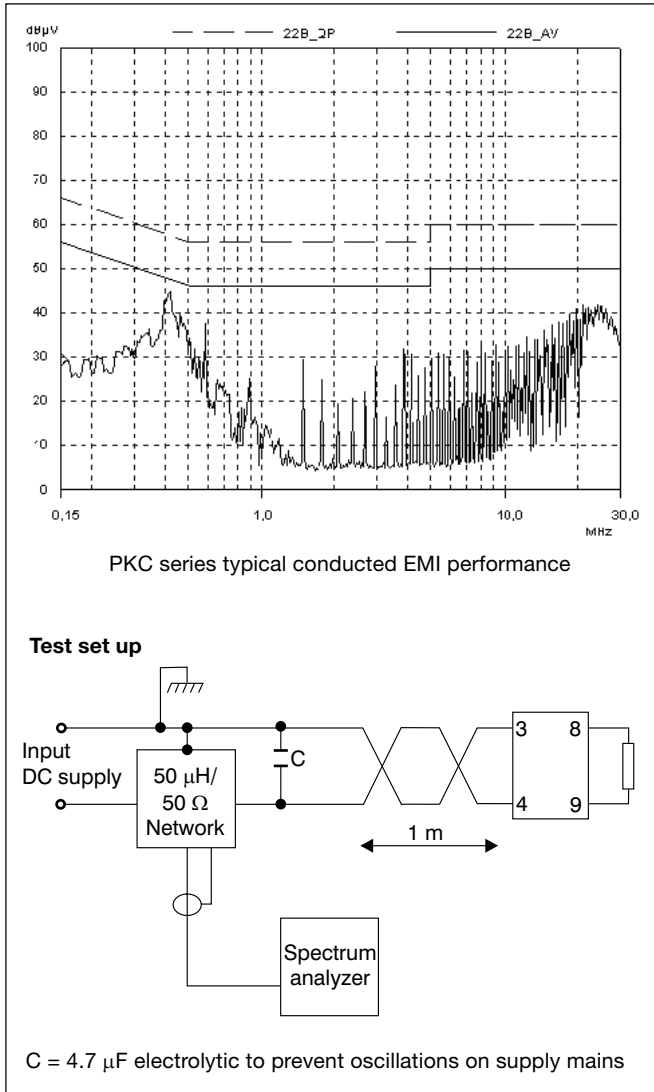 dBµV
22B_QP
22B_AV
100
90
80
70
60
50
40
30
20
10
0
0,15
1,0
10,0
30,0
MHz
PKC series typical conducted EMI performance
Test set up
Input
DC supply
50 µH/
50 Ω
Network
C
3
8
4
9
1 m
Spectrum
analyzer
C = 4.7 µF electrolytic to prevent oscillations on supply mains